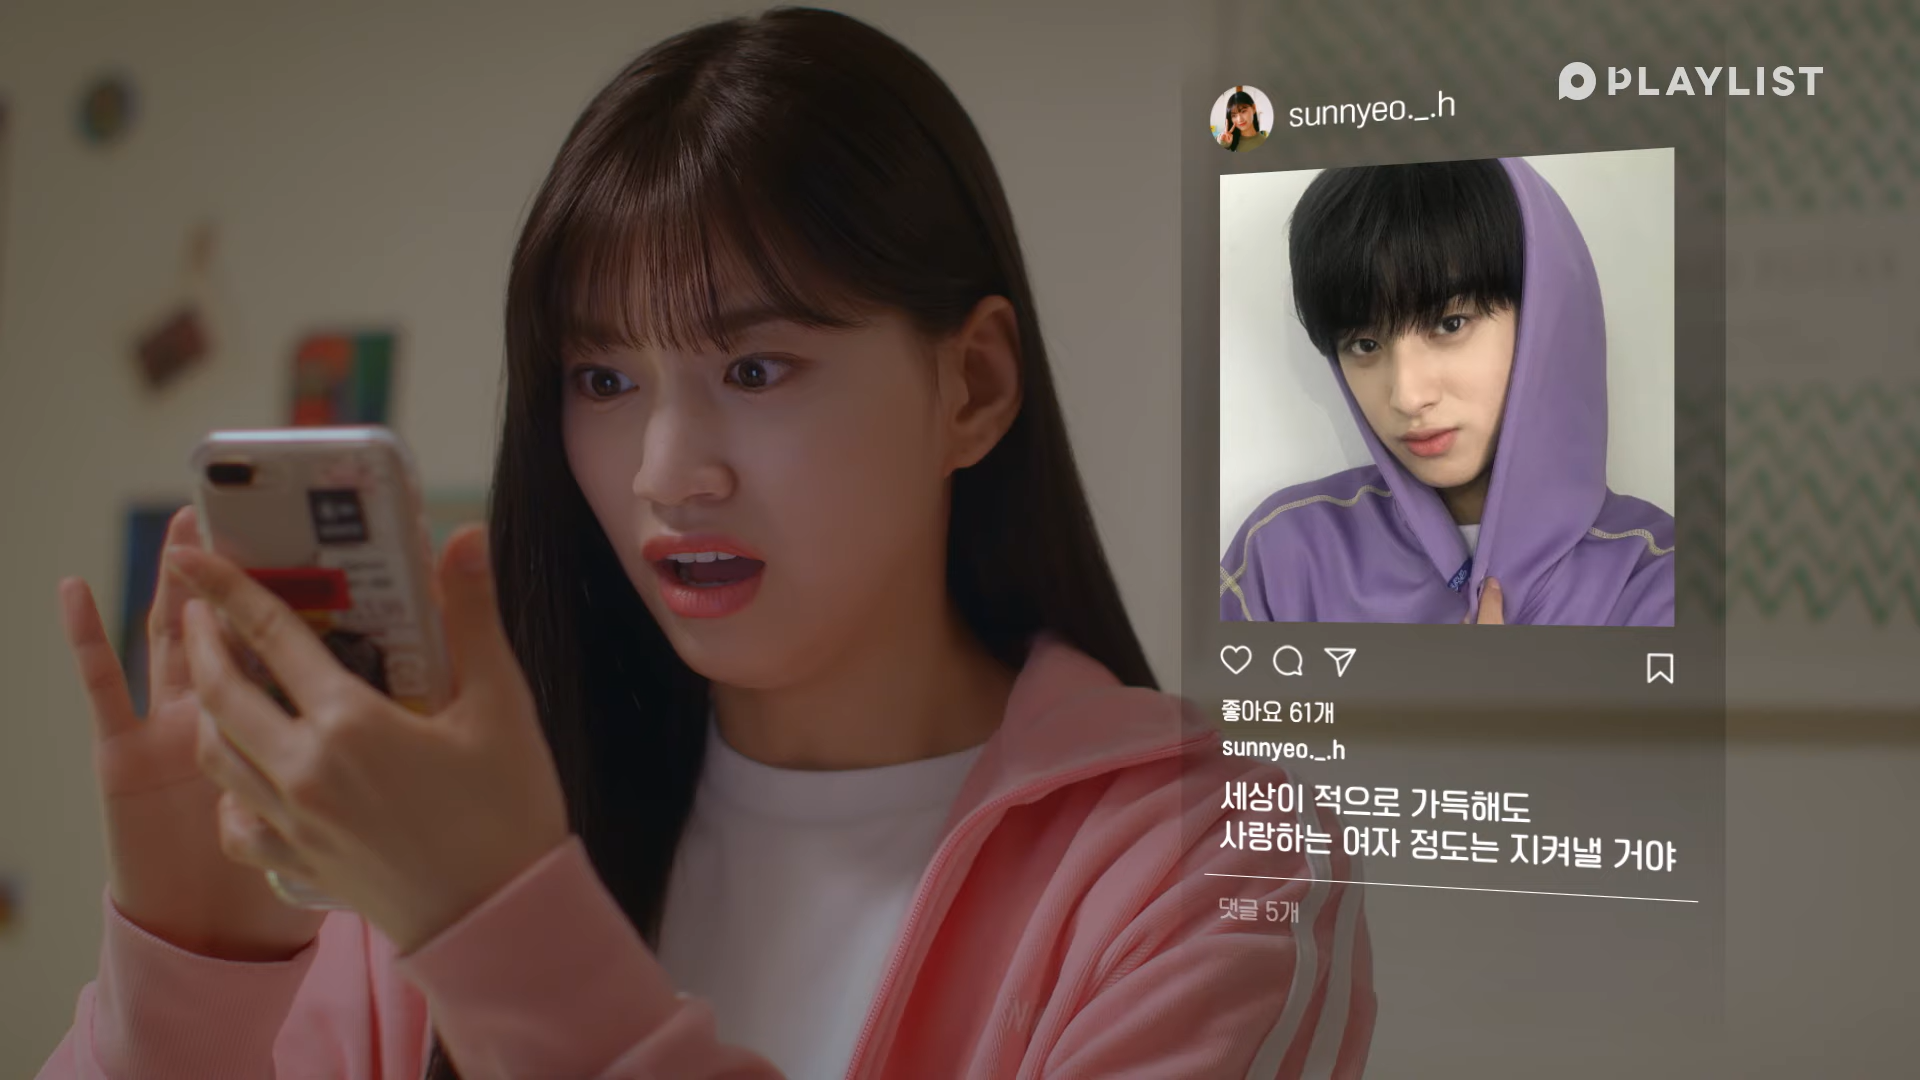 PLAYLIST
sunnyeo._.h
좋아요 61개
sunnyeo._.h
세상이 적으로 가득해도
사랑하는 여자 정도는 지켜낼 거야
댓글 5개